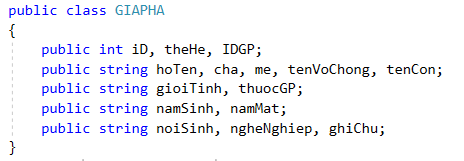 public class GIAPHA
{
public int iD, theHe, IDGP;
public string hoTen, cha, me, tenVoChong, tenCon;
public string gioiTinh, thuocGP;
public string namSinh, namMat;
public string noiSinh, ngheNghiep, ghiChu;
}